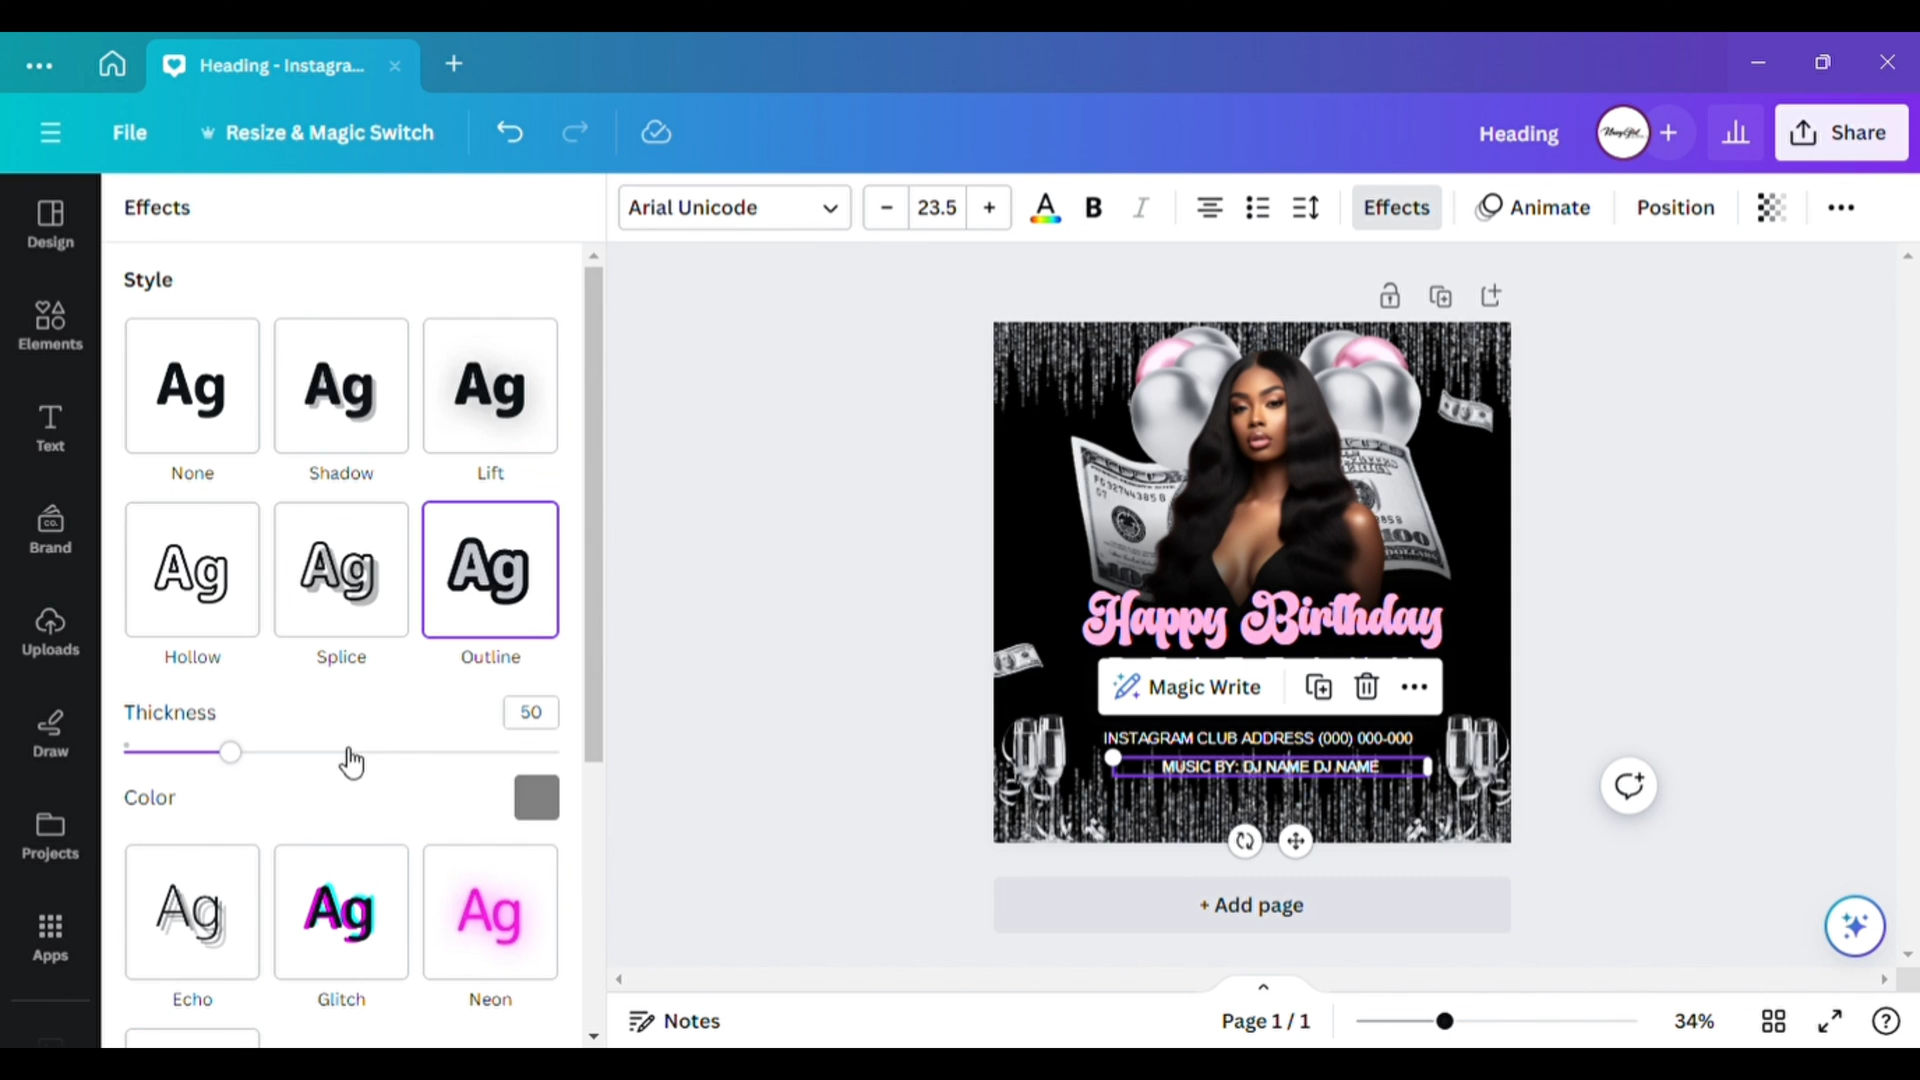 Heading - Instagra...
File
Resize & Magic Switch
Heading
Share
Effects
Arial Unicode
23.5
A
B
I
Effects
Animate
Position
Design
Elements
Text
Brand
CO.
Uploads
Draw
Projects
Apps
Style
Ag
Ag
Ag
None
Shadow
Lift
Ag
Ag
Ag
Hollow
Splice
Outline
Thickness
50
Color
Ag
Ag
Ag
Echo
Glitch
Neon
Happy Birthday
Magic Write
INSTAGRAM CLUB ADDRESS (000) 000-000
MUSIC BY: DJ NAME DJ NAME
+ Add page
Notes
Page 1 / 1
34%